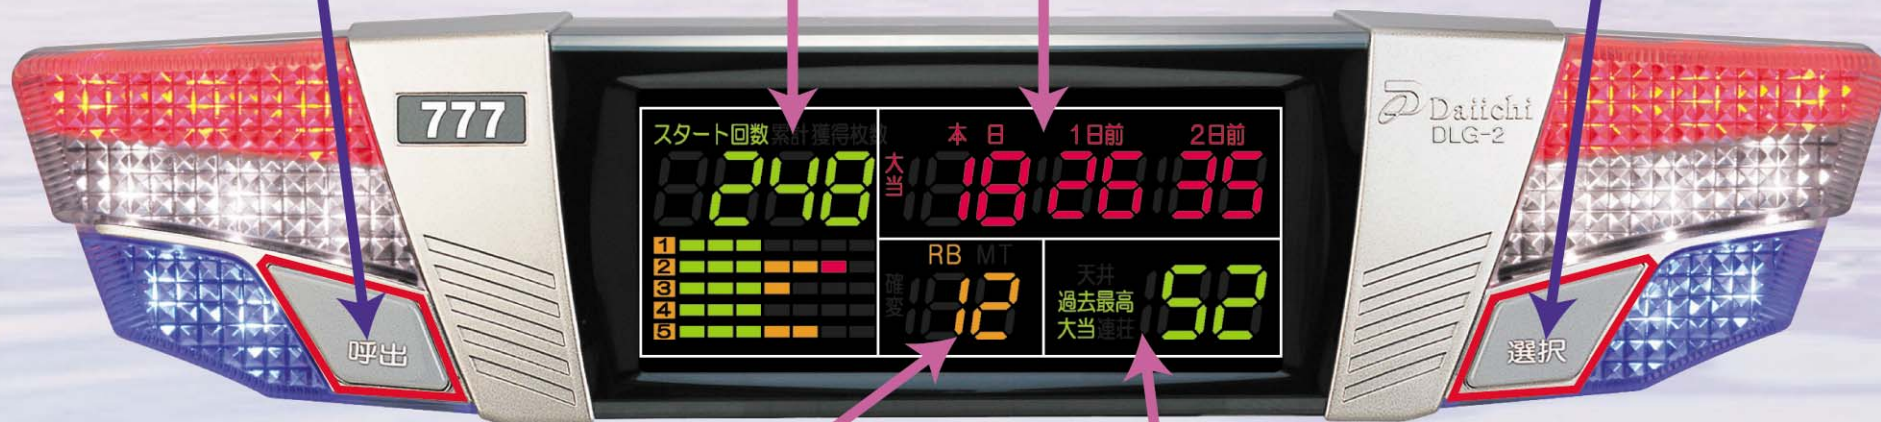 777
Daiichi
DLG-2
スタート回数 累計 獲得枚数
248
大当
本日 1日前 2日前
18 26 35
1
2
3
4
5
RB MT
確変
12
天井
過去最高
大当 連荘
52
呼出
選択